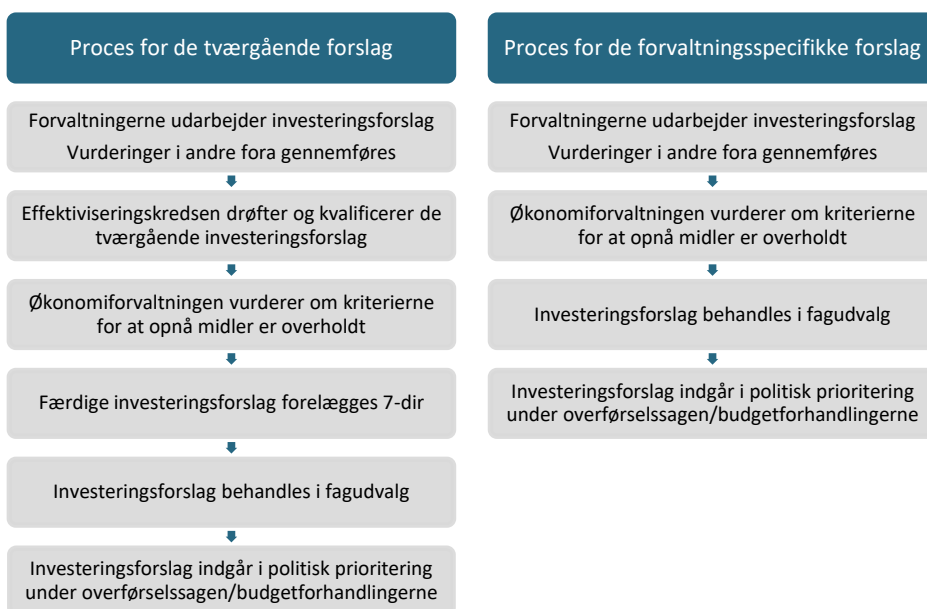 Proces for de tværgående forslag
Forvaltningerne udarbejder investeringsforslag
Vurderinger i andre fora gennemføres
Effektiviseringskredsen drøfter og kvalificerer de
tværgående investeringsforslag
Økonomiforvaltningen vurderer om kriterierne
for at opnå midler er overholdt
Færdige investeringsforslag forelægges 7-dir
Investeringsforslag behandles i fagudvalg
Investeringsforslag indgår i politisk prioritering
under overførselssagen/budgetforhandlingerne
Proces for de forvaltningsspecifikke forslag
Forvaltningerne udarbejder investeringsforslag
Vurderinger i andre fora gennemføres
Økonomiforvaltningen vurderer om kriterierne
for at opnå midler er overholdt
Investeringsforslag behandles i fagudvalg
Investeringsforslag indgår i politisk prioritering
under overførselssagen/budgetforhandlingerne